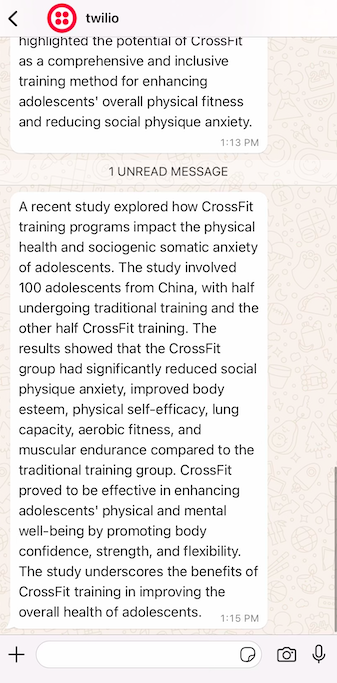 twilio
highlighted the potential of CrossFit
as a comprehensive and inclusive
training method for enhancing
adolescents' overall physical fitness
and reducing social physique anxiety.
1:13 PM
1 UNREAD MESSAGE
A recent study explored how CrossFit
training programs impact the physical
health and sociogenic somatic anxiety
of adolescents. The study involved
100 adolescents from China, with half
undergoing traditional training and the
other half CrossFit training. The
results showed that the CrossFit
group had significantly reduced social
physique anxiety, improved body
esteem, physical self-efficacy, lung
capacity, aerobic fitness, and
muscular endurance compared to the
traditional training group. CrossFit
proved to be effective in enhancing
adolescents' physical and mental
well-being by promoting body
confidence, strength, and flexibility.
The study underscores the benefits of
CrossFit training in improving the
overall health of adolescents.
1:15 PM